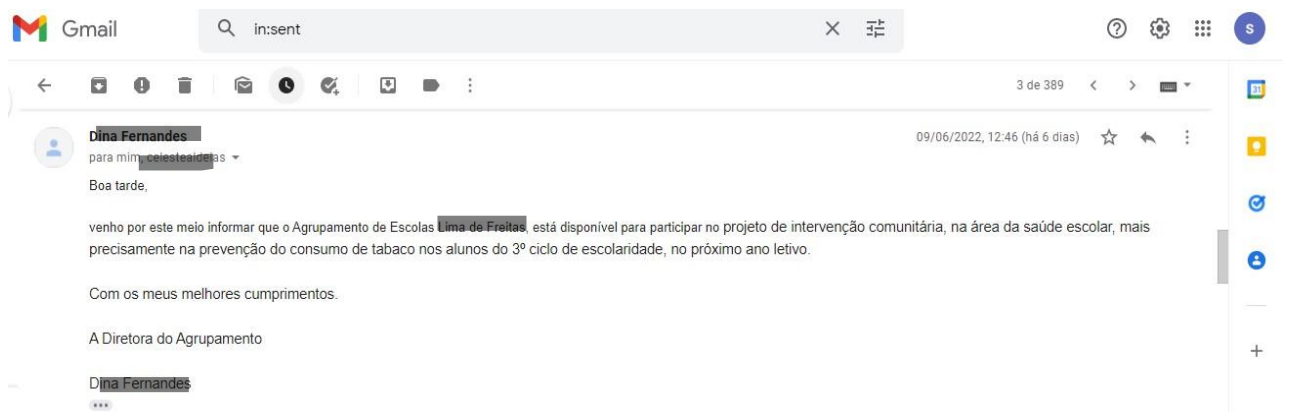 Gmail
in:sent
3 de 389
31
S
Dina Fernandes
09/06/2022, 12:46 (há 6 dias)
para mim,
Boa tarde,
venho por este meio informar que o Agrupamento de Escolas Lima de Freitas, está disponível para participar no projeto de intervenção comunitária, na área da saúde escolar, mais
precisamente na prevenção do consumo de tabaco nos alunos do 3º ciclo de escolaridade, no próximo ano letivo.
Com os meus melhores cumprimentos.
A Diretora do Agrupamento
Dina Fernandes